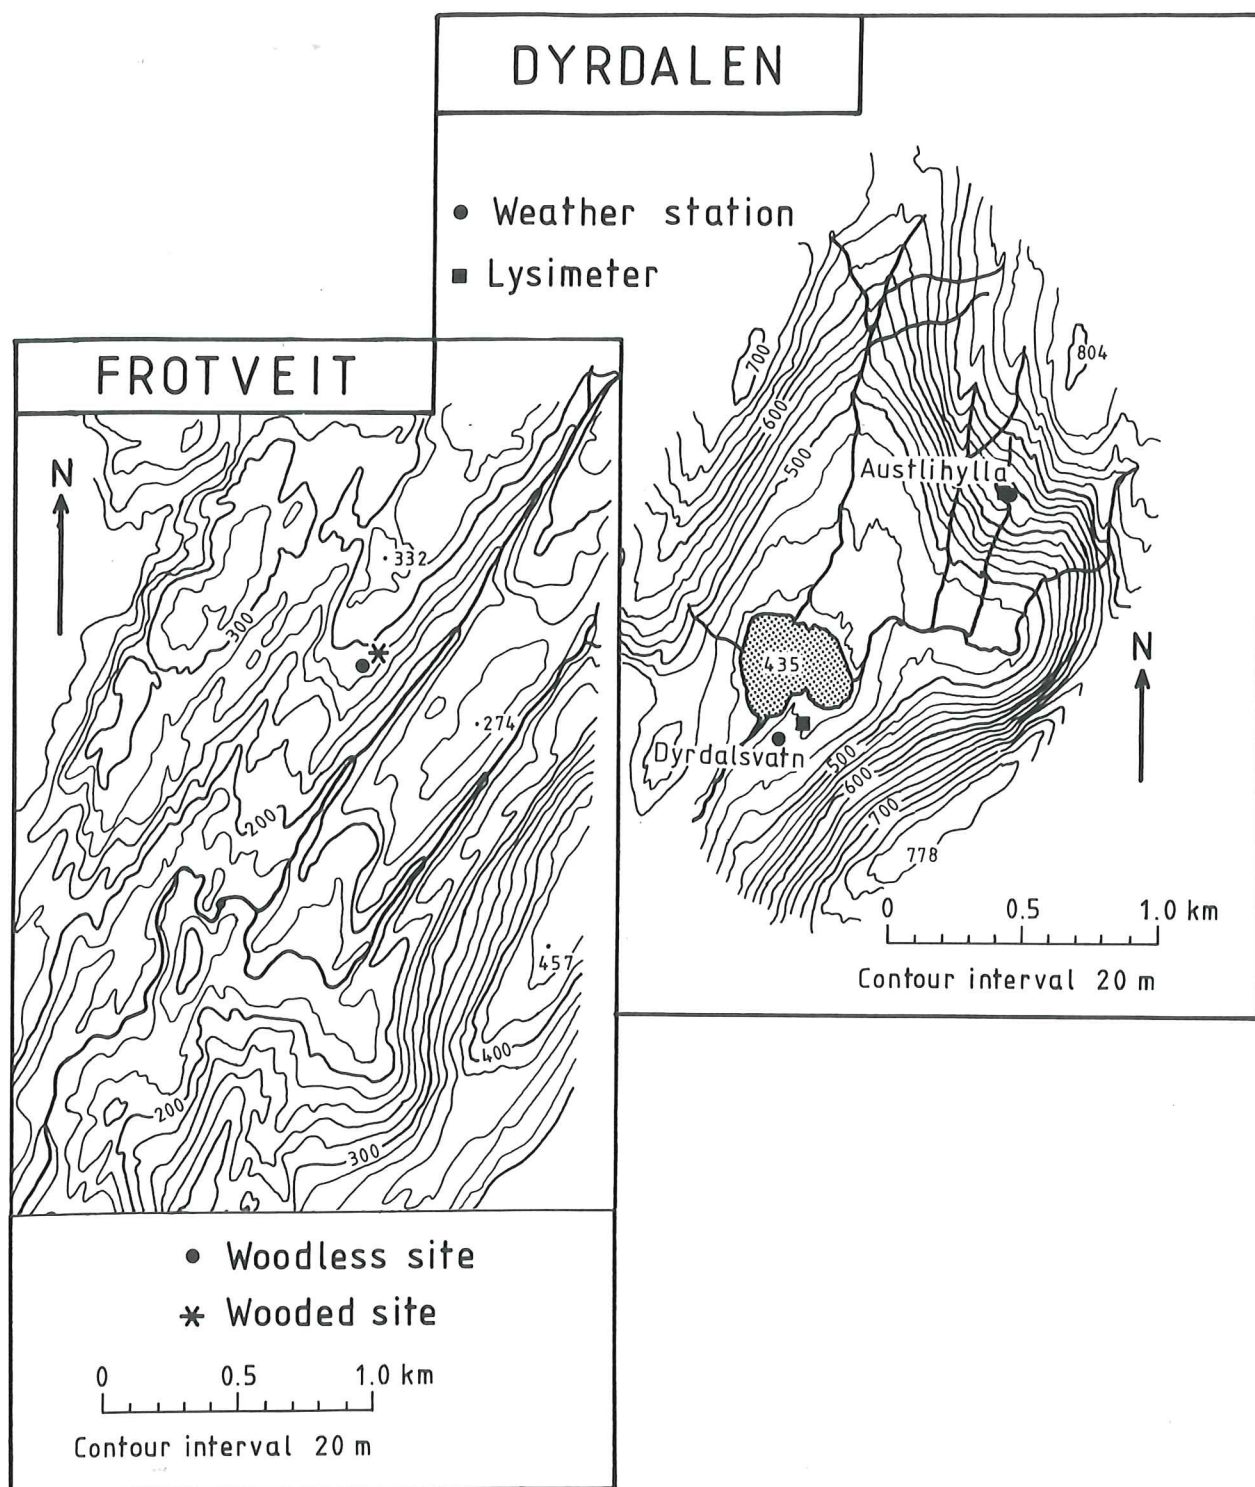 DYRDALEN
Weather station
Lysimeter
700
600
500
804
Austlihylla
435
N
Dyrdalsvatn
500
600
700
778
0 0.5 1.0 km
Contour interval 20 m
FROTVEIT
N
·332
300
·274
200
457
400
200
300
Woodless site
Wooded site
0 0.5 1.0 km
Contour interval 20 m